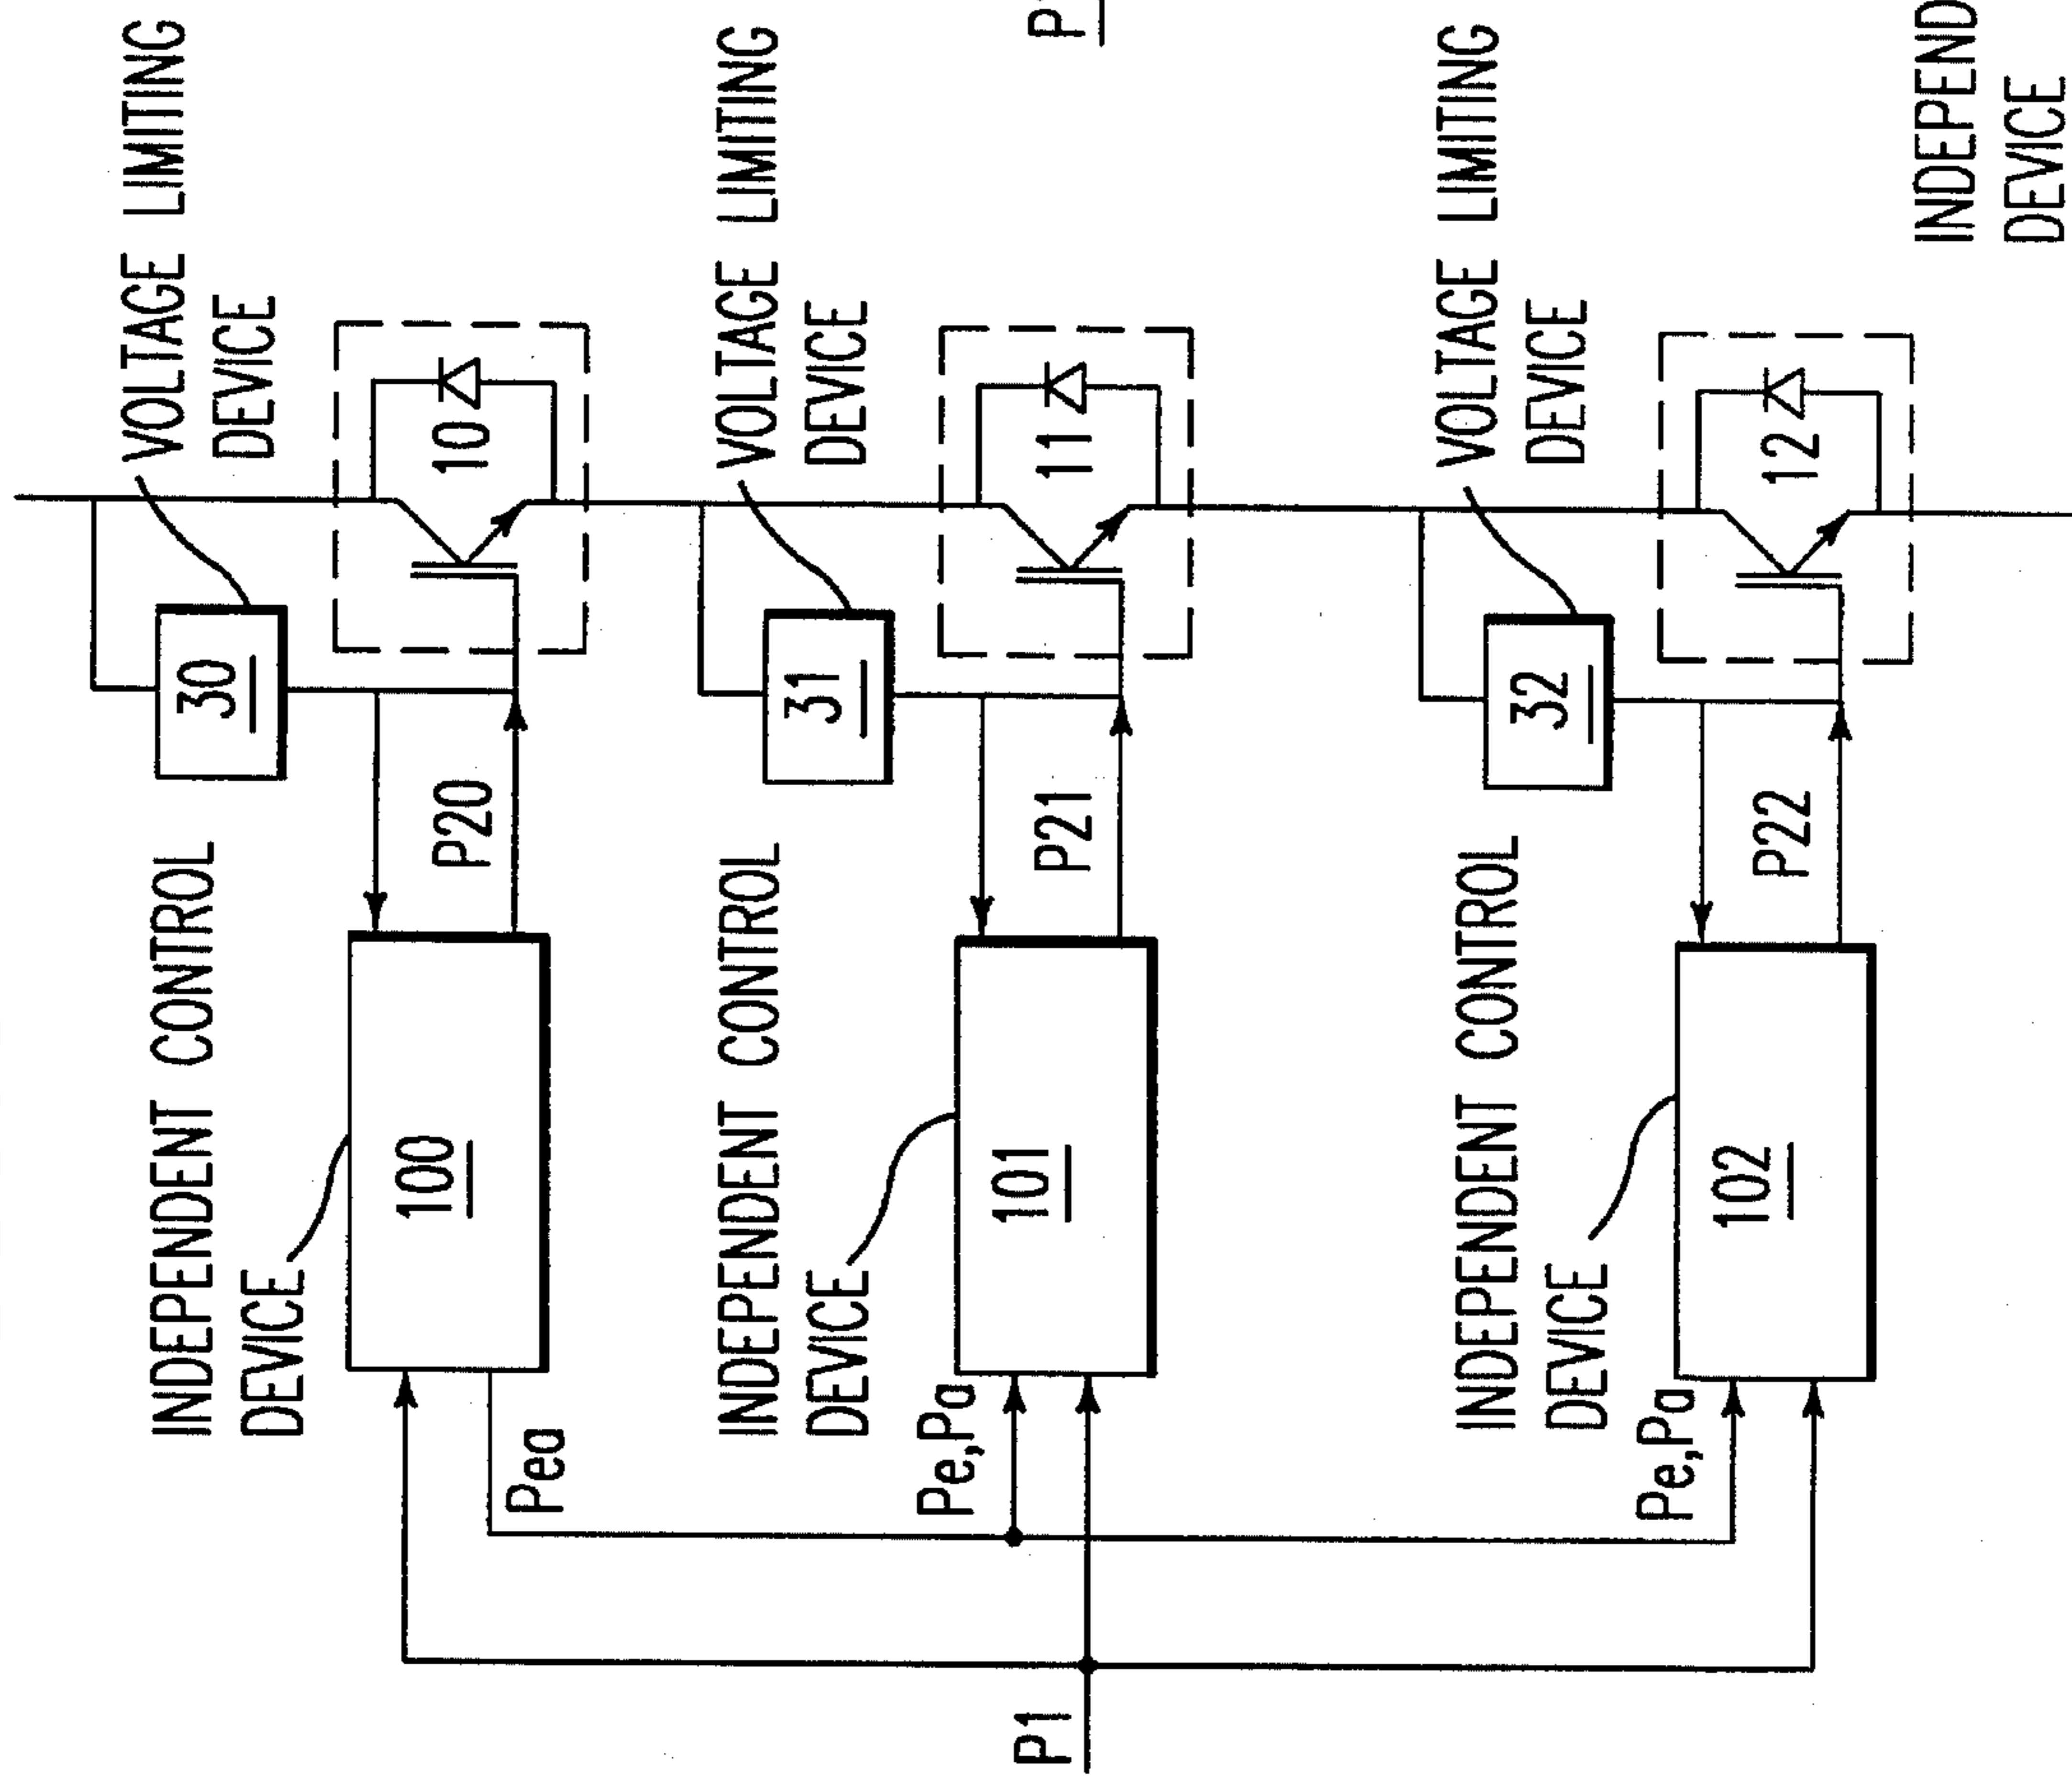 VOLTAGE LIMITING
DEVICE
30
10
INDEPENDENT CONTROL
DEVICE
P20
100
Pea
VOLTAGE LIMITING
DEVICE
31
11
INDEPENDENT CONTROL
DEVICE
P21
101
Pe,Pa
P1
VOLTAGE LIMITING
DEVICE
32
12
INDEPENDENT CONTROL
DEVICE
P22
102
Pe,Pa
P
INDEPEND
DEVICE